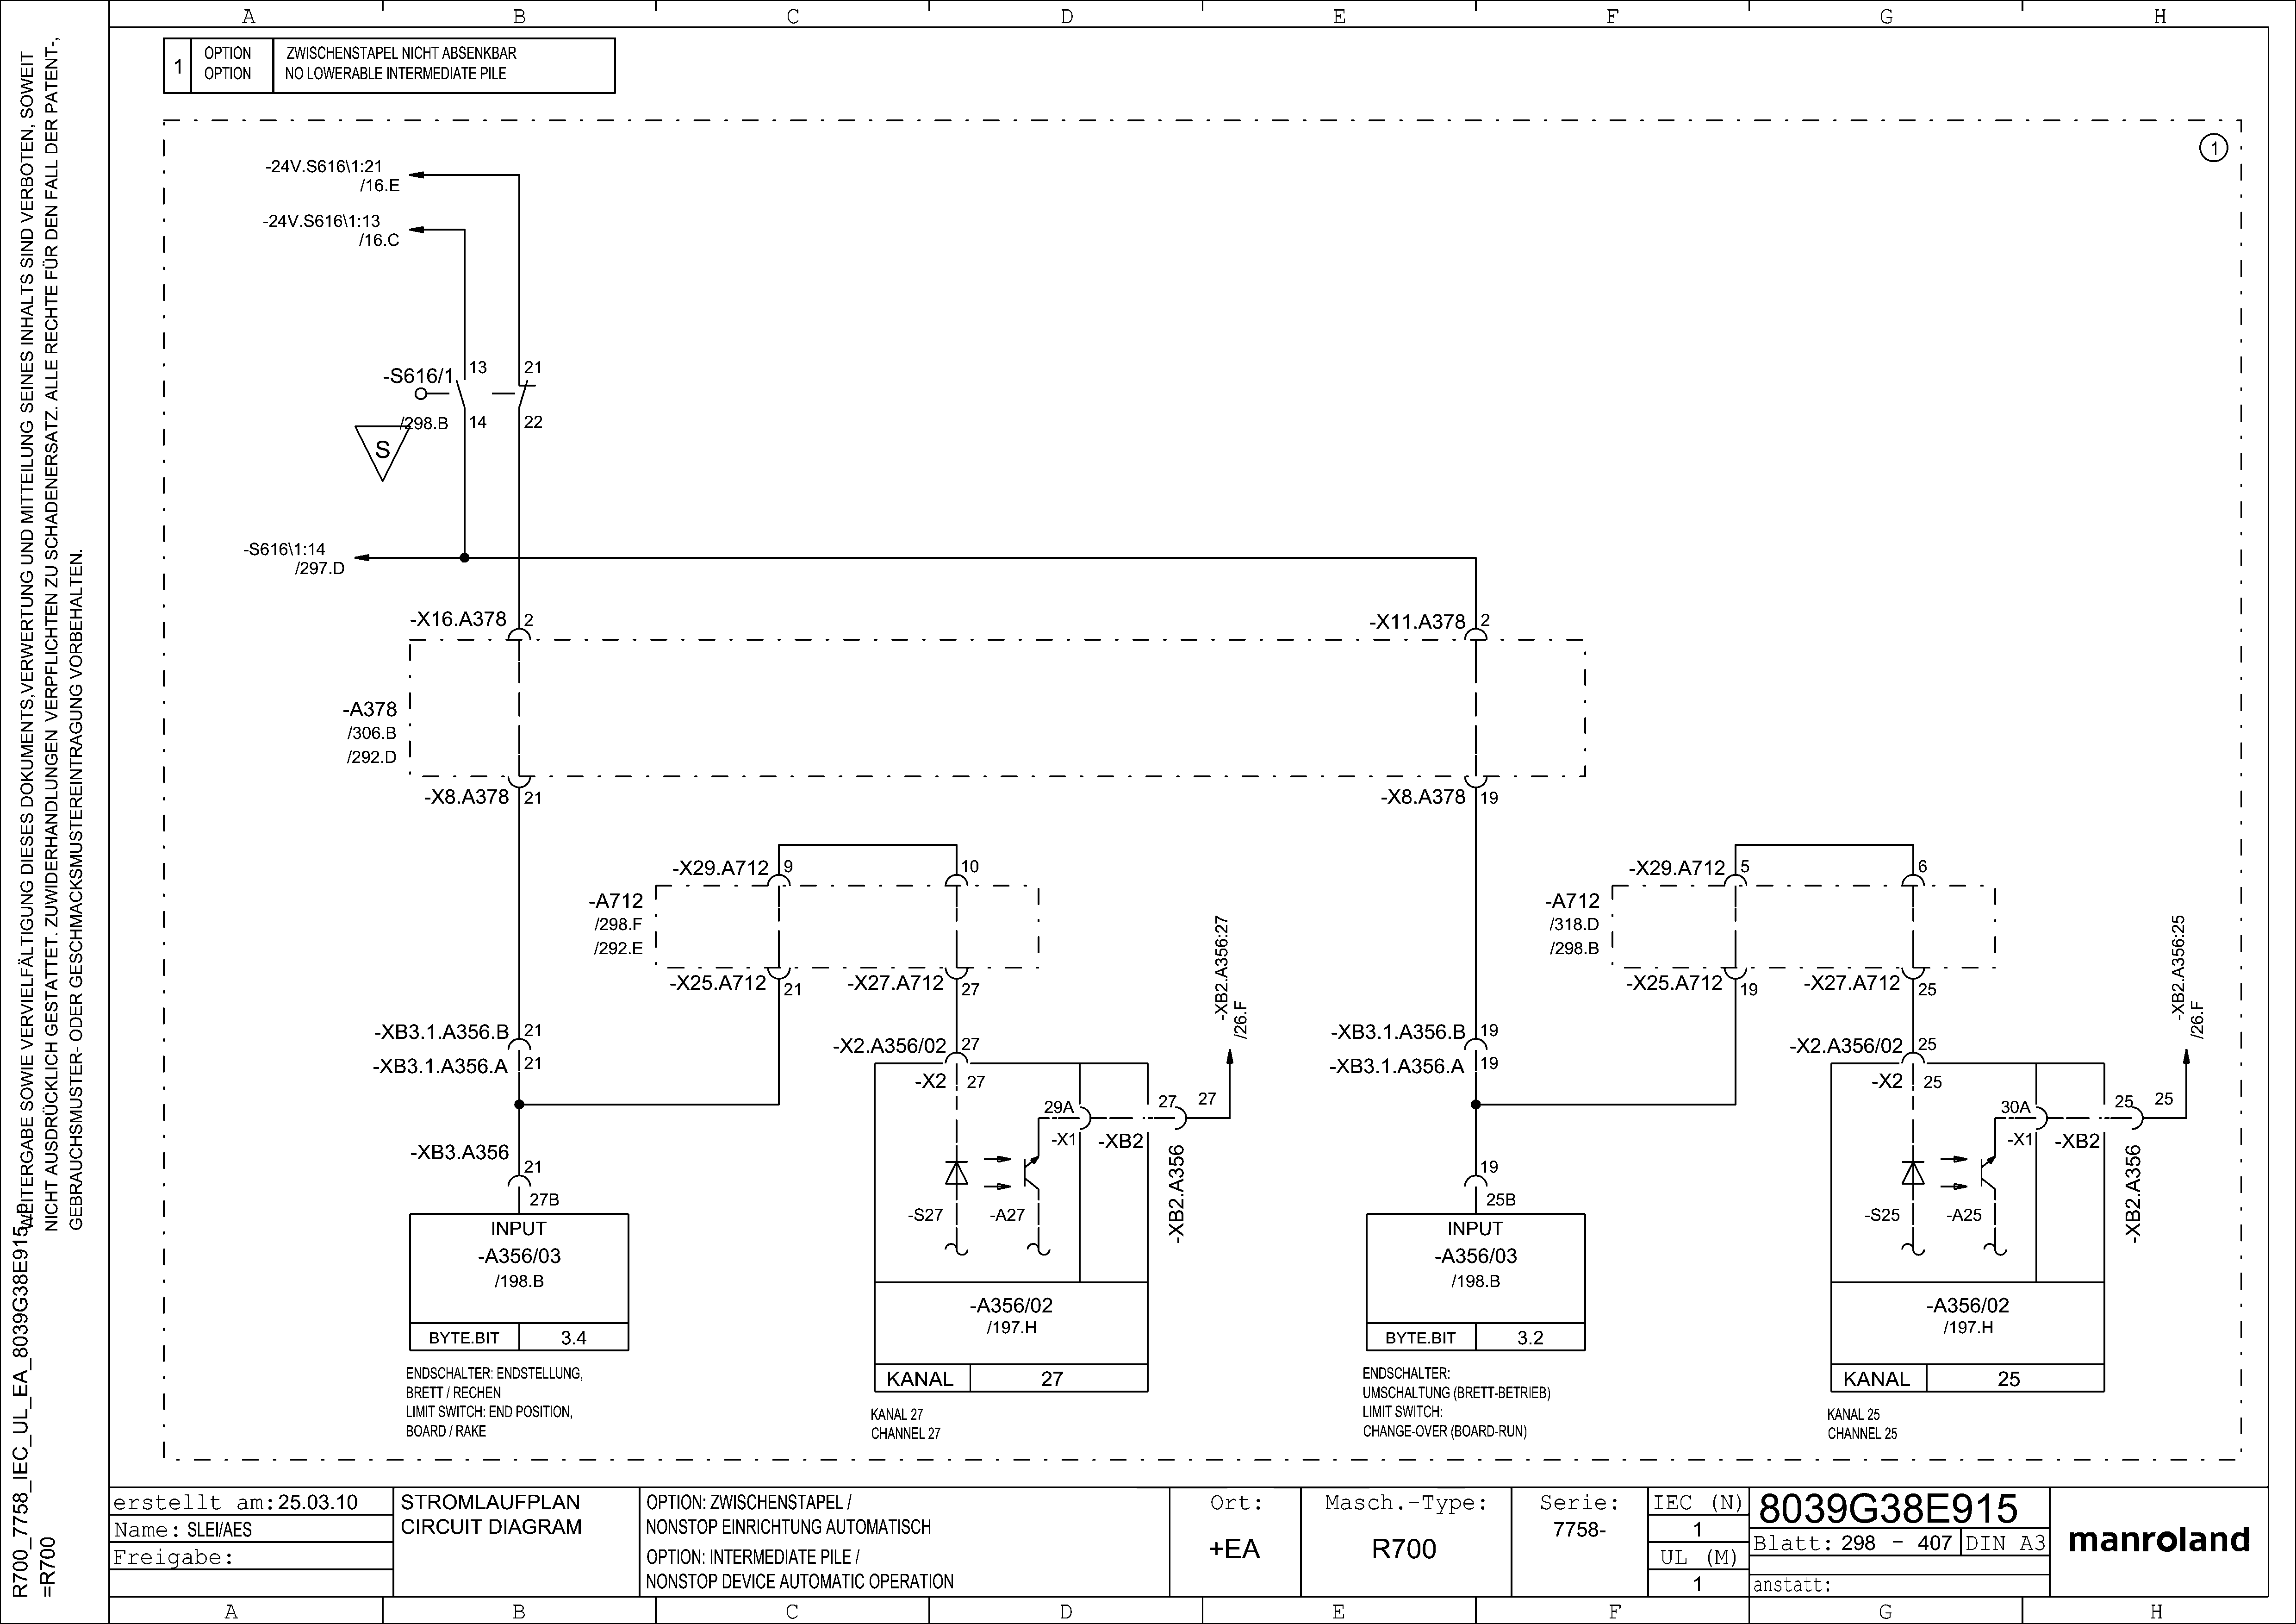 A B C D E F G H
1 OPTION ZWISCHENSTAPEL NICHT ABSENKBAR
OPTION NO LOWERABLE INTERMEDIATE PILE
1
-24V.S616\1:21
/16.E
-24V.S616\1:13
/16.C
-S616/1 13 21
/298.B 14 22
S
-S616\1:14
/297.D
-X16.A378 2
-X11.A378 2
-A378
/306.B
/292.D
-X8.A378 21
-X8.A378 19
-X29.A712 9 10
-A712
/298.F
/292.E
-X25.A712 21 -X27.A712 27
-X29.A712 5 6
-A712
/318.D
/298.B
-X25.A712 19 -X27.A712 25
-XB3.1.A356.B 21
-XB3.1.A356.A 21
-XB3.A356
21
27B
INPUT
-A356/03
/198.B
BYTE.BIT 3.4
ENDSCHALTER: ENDSTELLUNG,
BRETT / RECHEN
LIMIT SWITCH: END POSITION,
BOARD / RAKE
-X2.A356/02 27
-X2 27
29A 27 27
-X1 -XB2
-XB2.A356
-XB2.A356:27
/26.F
-S27 -A27
-A356/02
/197.H
KANAL 27
KANAL 27
CHANNEL 27
-XB3.1.A356.B 19
-XB3.1.A356.A 19
19
25B
INPUT
-A356/03
/198.B
BYTE.BIT 3.2
ENDSCHALTER:
UMSCHALTUNG (BRETT-BETRIEB)
LIMIT SWITCH:
CHANGE-OVER (BOARD-RUN)
-X2.A356/02 25
-X2 25
30A 25 25
-X1 -XB2
-XB2.A356
-XB2.A356:25
/26.F
-S25 -A25
-A356/02
/197.H
KANAL 25
KANAL 25
CHANNEL 25
WEITERGABE SOWIE VERVIELFÄLTIGUNG DIESES DOKUMENTS,VERWERTUNG UND MITTEILUNG SEINES INHALTS SIND VERBOTEN, SOWEIT
NICHT AUSDRÜCKLICH GESTATTET. ZUWIDERHANDLUNGEN VERPFLICHTEN ZU SCHADENERSATZ. ALLE RECHTE FÜR DEN FALL DER PATENT-,
GEBRAUCHSMUSTER- ODER GESCHMACKSMUSTEREINTRAGUNG VORBEHALTEN.
=R700
erstellt am: 25.03.10
Name: SLEI/AES
Freigabe:
STROMLAUFPLAN
CIRCUIT DIAGRAM
OPTION: ZWISCHENSTAPEL /
NONSTOP EINRICHTUNG AUTOMATISCH
OPTION: INTERMEDIATE PILE /
NONSTOP DEVICE AUTOMATIC OPERATION
Ort:
+EA
Masch.-Type:
R700
Serie:
7758-
IEC (N)
1
UL (M)
1
8039G38E915
Blatt: 298 - 407 DIN A3
anstatt:
manroland
A B C D E F G H